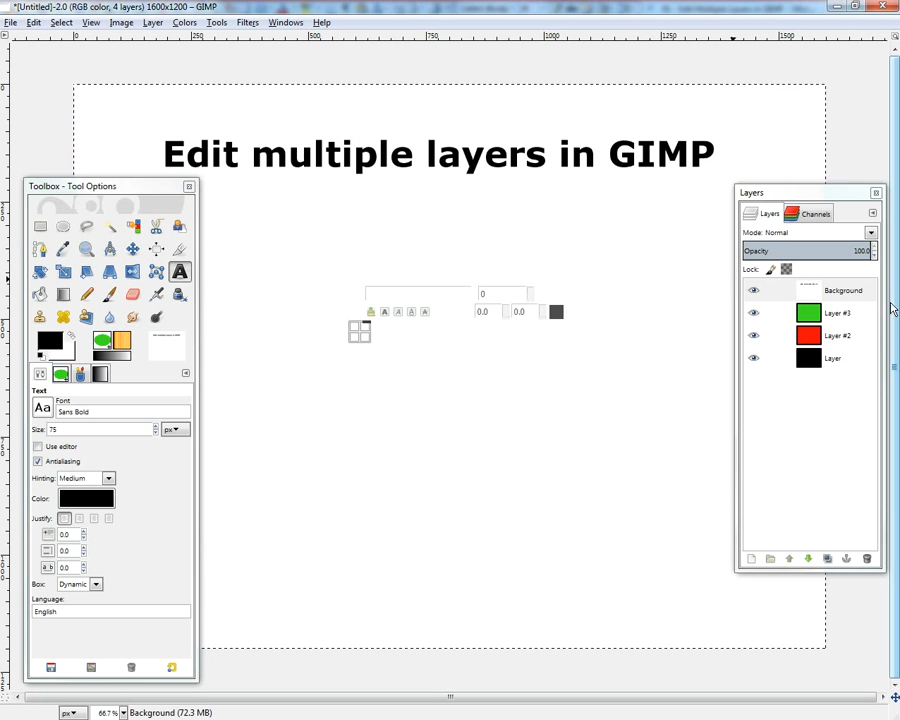 *[Untitled]-2.0 (RGB color, 4 layers) 1600x1200 – GIMP
File Edit Select View Image Layer Colors Tools Filters Windows Help
0 250 500 750 1000 1250 1500
Edit multiple layers in GIMP
Toolbox - Tool Options
Text
Aa
Font
Sans Bold
Size: 75 px
Use editor
Antialiasing
Hinting: Medium
Color:
Justify:
0.0
0.0
a b 0.0
Box: Dynamic
Language:
English
0
A A A A
0.0 0.0
Layers
Layers Channels
Mode: Normal
Opacity 100.0
Lock:
Background
Layer #3
Layer #2
Layer
px 66.7 % Background (72.3 MB)